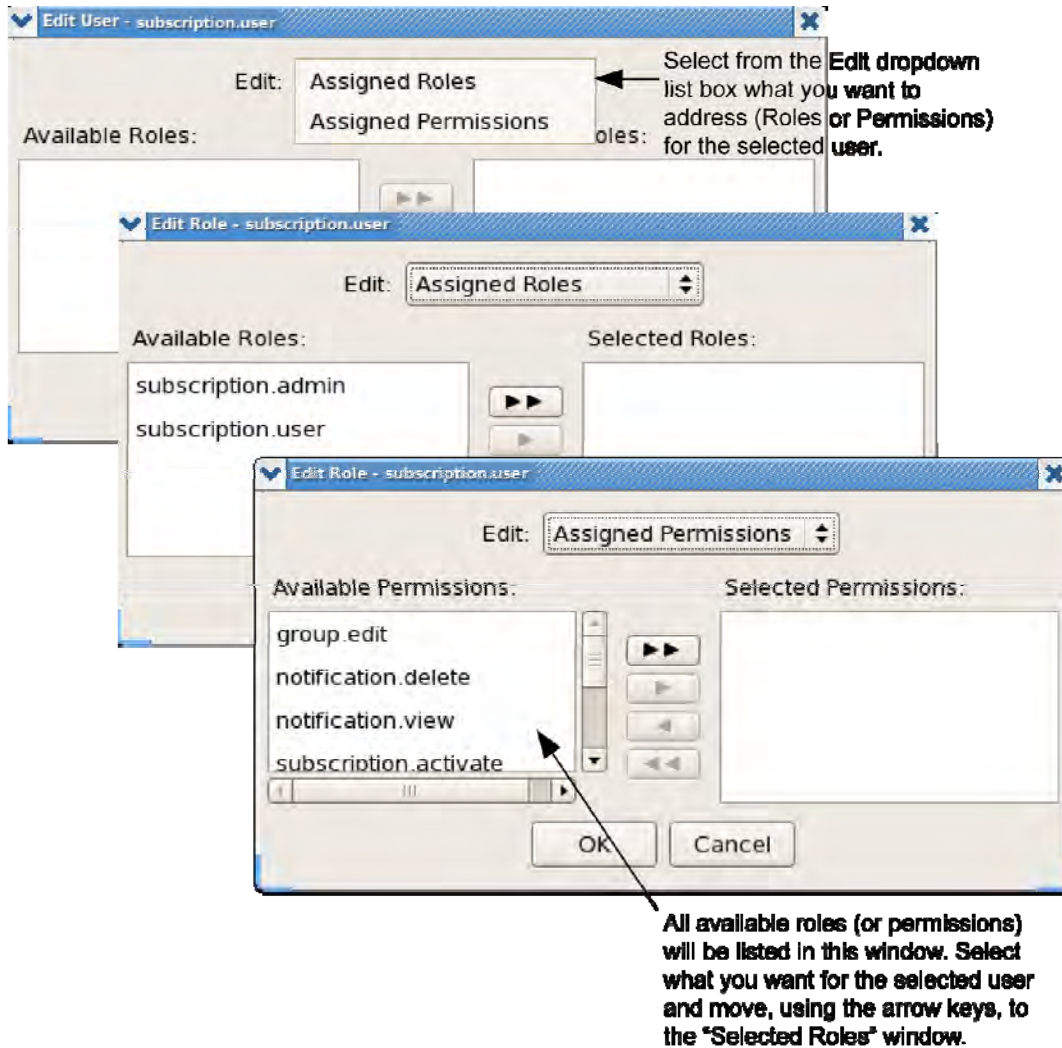 Edit User - subscription.user
Edit:
Assigned Roles
Assigned Permissions
Select from the Edit dropdown
list box what you want to
address (Roles or Permissions)
for the selected user.
Available Roles:
oles:
Edit Role - subscription.user
Edit: Assigned Roles
Available Roles:
Selected Roles:
subscription.admin
subscription.user
Edit Role - subscription.user
Edit: Assigned Permissions
Available Permissions:
Selected Permissions:
group.edit
notification.delete
notification.view
subscription.activate
OK
Cancel
All available roles (or permissions)
will be listed in this window. Select
what you want for the selected user
and move, using the arrow keys, to
the "Selected Roles" window.